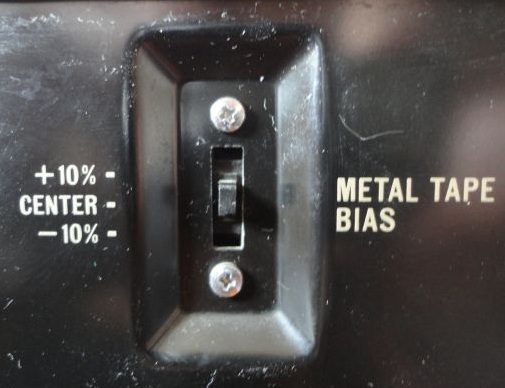 +10% -
CENTER -
-10% -
METAL TAPE
BIAS